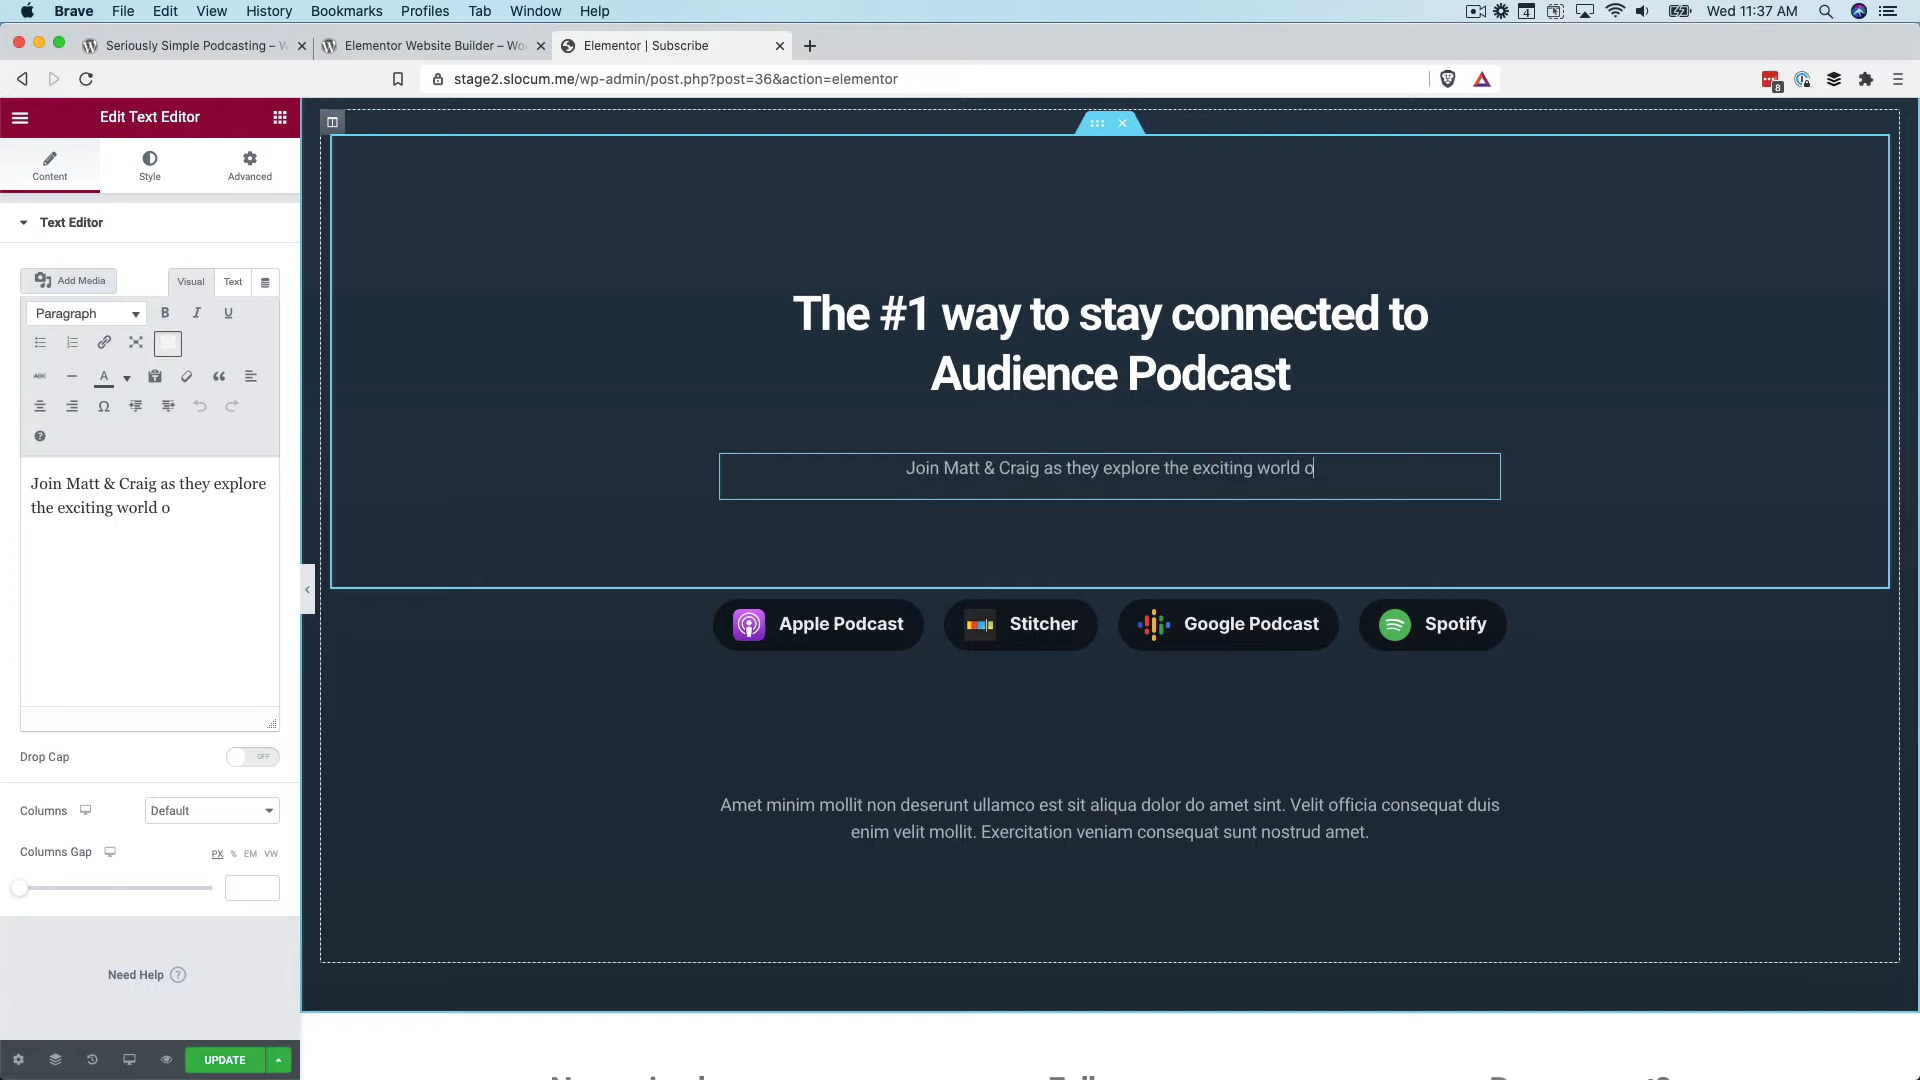 Brave File Edit View History Bookmarks Profiles Tab Window Help
4
Wed 11:37 AM
Seriously Simple Podcasting – W
Elementor Website Builder – Wo
Elementor | Subscribe
stage2.slocum.me/wp-admin/post.php?post=36&action=elementor
8
Edit Text Editor
Content
Style
Advanced
Text Editor
Add Media
Visual
Text
Paragraph
B I U
ABC
A
Ω
Join Matt & Craig as they explore
the exciting world o
Drop Cap
OFF
Columns
Default
Columns Gap
PX % EM VW
Need Help ?
UPDATE
The #1 way to stay connected to
Audience Podcast
Join Matt & Craig as they explore the exciting world o
Apple Podcast
Stitcher
Google Podcast
Spotify
Amet minim mollit non deserunt ullamco est sit aliqua dolor do amet sint. Velit officia consequat duis
enim velit mollit. Exercitation veniam consequat sunt nostrud amet.